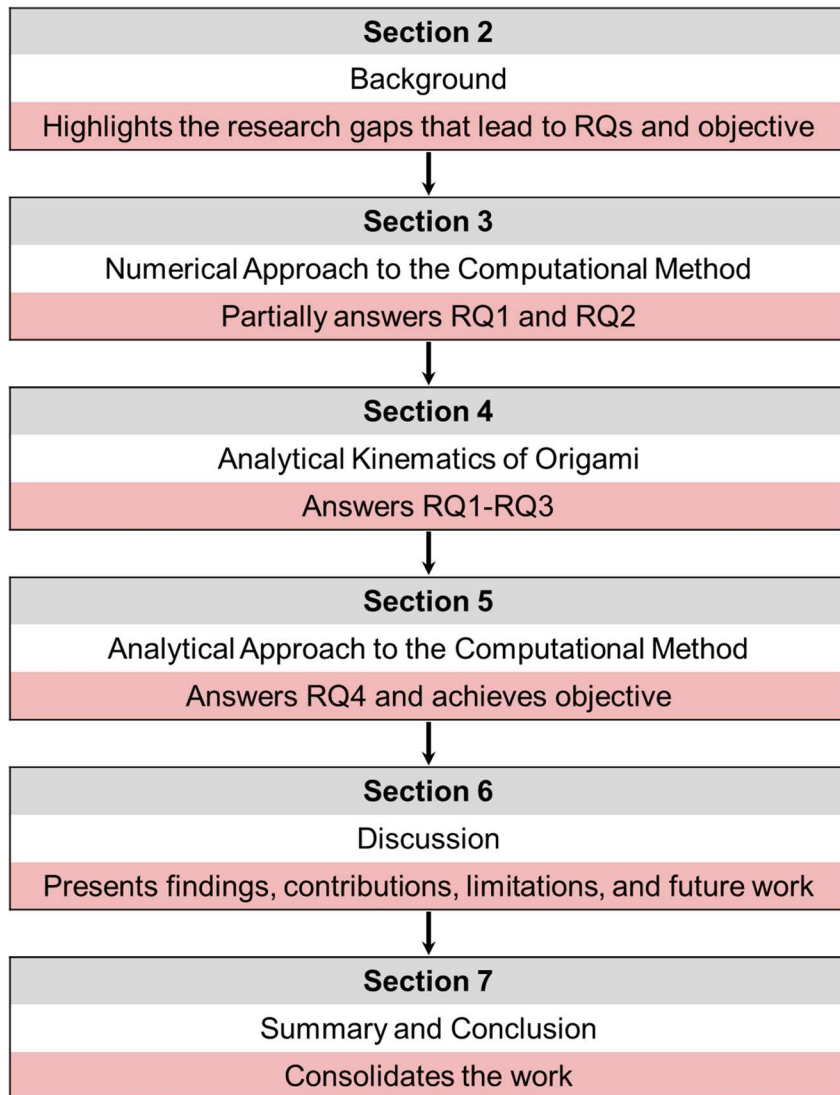 Section 2
Background
Highlights the research gaps that lead to RQs and objective
Section 3
Numerical Approach to the Computational Method
Partially answers RQ1 and RQ2
Section 4
Analytical Kinematics of Origami
Answers RQ1-RQ3
Section 5
Analytical Approach to the Computational Method
Answers RQ4 and achieves objective
Section 6
Discussion
Presents findings, contributions, limitations, and future work
Section 7
Summary and Conclusion
Consolidates the work